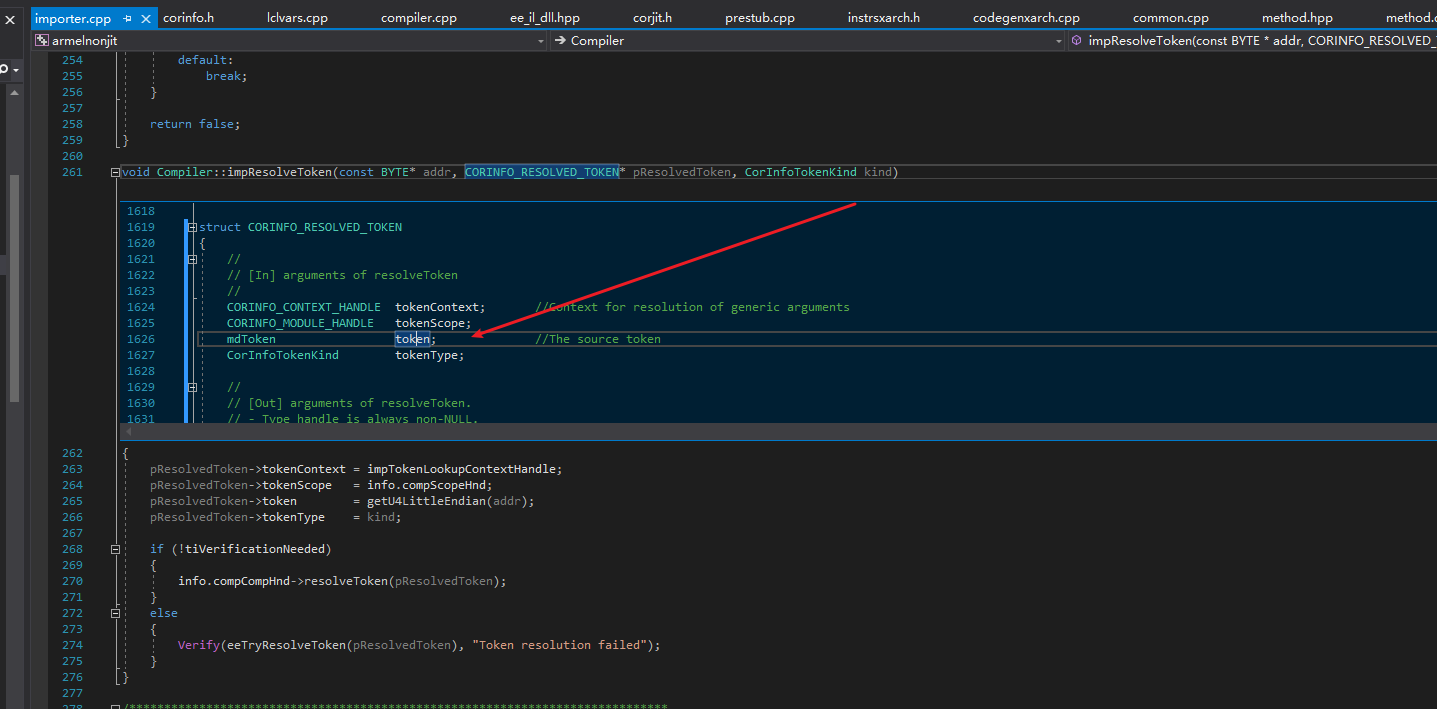 importer.cpp corinfo.h lclvars.cpp compiler.cpp ee_il_dll.hpp corjit.h prestub.cpp instrsxarch.h codegenxarch.cpp common.cpp method.hpp method.c
armelnonjit Compiler impResolveToken(const BYTE * addr, CORINFO_RESOLVED_
254 default:
255 break;
256 }
257
258 return false;
259 }
260
261 void Compiler::impResolveToken(const BYTE* addr, CORINFO_RESOLVED_TOKEN* pResolvedToken, CorInfoTokenKind kind)
1618
1619 struct CORINFO_RESOLVED_TOKEN
1620 {
1621 //
1622 // [In] arguments of resolveToken
1623 //
1624 CORINFO_CONTEXT_HANDLE tokenContext; //Context for resolution of generic arguments
1625 CORINFO_MODULE_HANDLE tokenScope;
1626 mdToken token; //The source token
1627 CorInfoTokenKind tokenType;
1628
1629 //
1630 // [Out] arguments of resolveToken.
1631 // - Type handle is always non-NULL.
262 {
263 pResolvedToken->tokenContext = impTokenLookupContextHandle;
264 pResolvedToken->tokenScope = info.compScopeHnd;
265 pResolvedToken->token = getU4LittleEndian(addr);
266 pResolvedToken->tokenType = kind;
267
268 if (!tiVerificationNeeded)
269 {
270 info.compCompHnd->resolveToken(pResolvedToken);
271 }
272 else
273 {
274 Verify(eeTryResolveToken(pResolvedToken), "Token resolution failed");
275 }
276 }
277
278 /*****************************************************************************